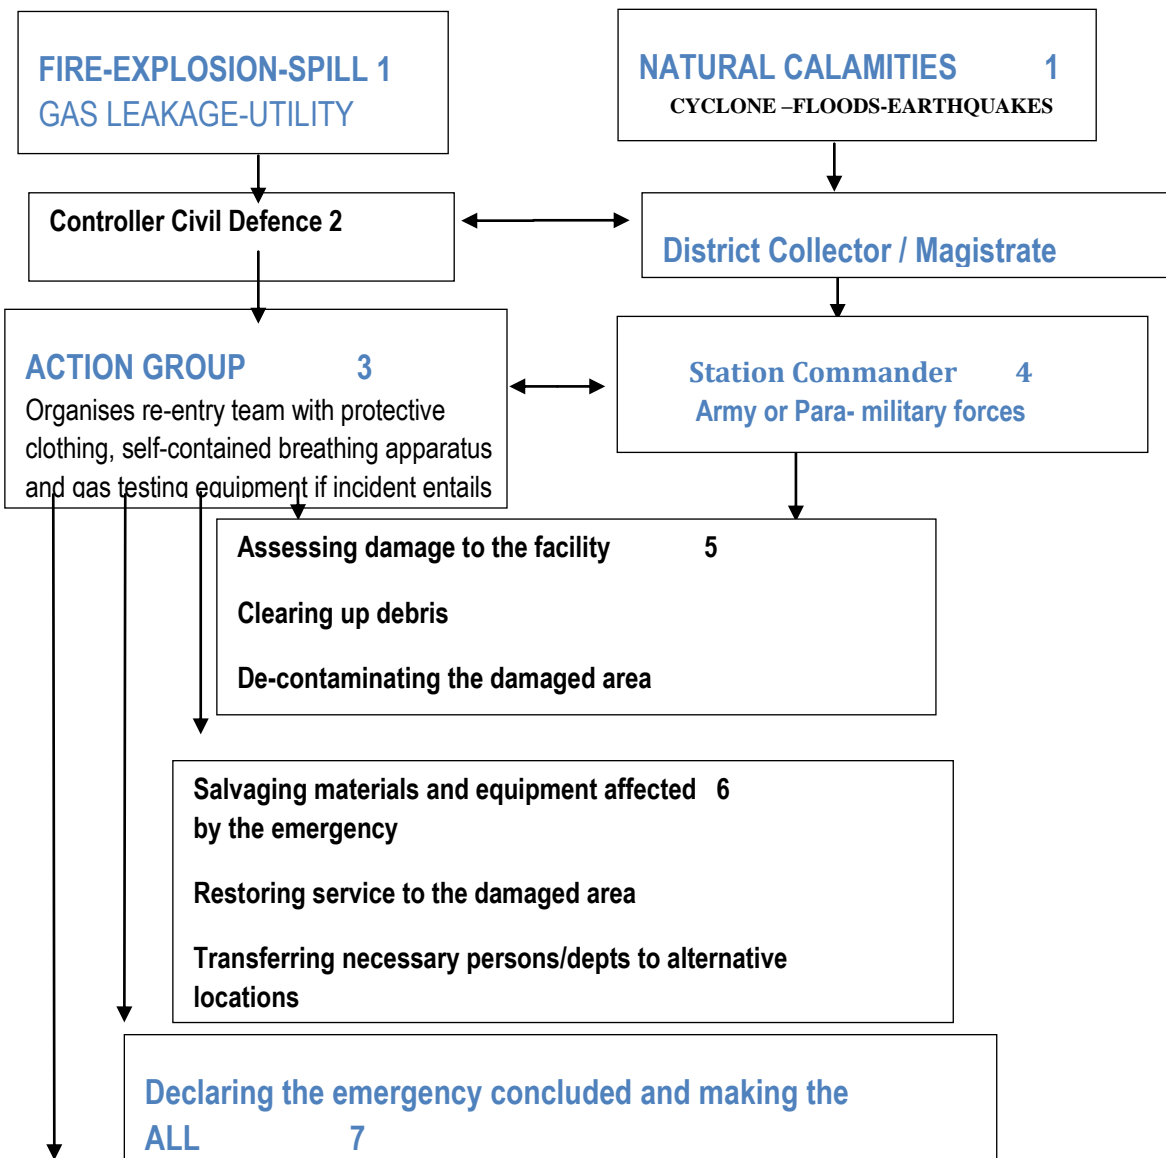 FIRE-EXPLOSION-SPILL 1
GAS LEAKAGE-UTILITY
NATURAL CALAMITIES 1
CYCLONE –FLOODS-EARTHQUAKES
Controller Civil Defence 2
District Collector / Magistrate
ACTION GROUP 3
Organises re-entry team with protective
clothing, self-contained breathing apparatus
and gas testing equipment if incident entails
Station Commander 4
Army or Para- military forces
Assessing damage to the facility 5
Clearing up debris
De-contaminating the damaged area
Salvaging materials and equipment affected 6
by the emergency
Restoring service to the damaged area
Transferring necessary persons/depts to alternative
locations
Declaring the emergency concluded and making the
ALL 7